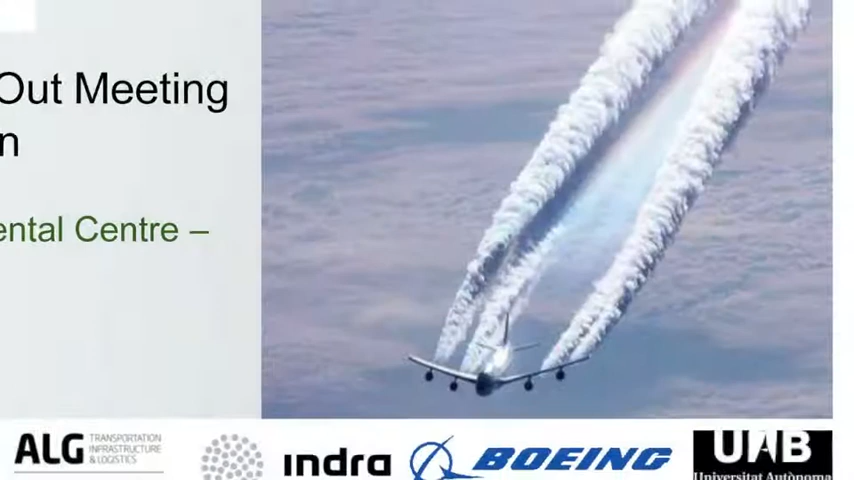 Out Meeting
n
ental Centre –
ALG TRANSPORTATION
INFRASTRUCTURE
& LOGISTICS
indra
BOEING
UAB
Universitat Autònoma